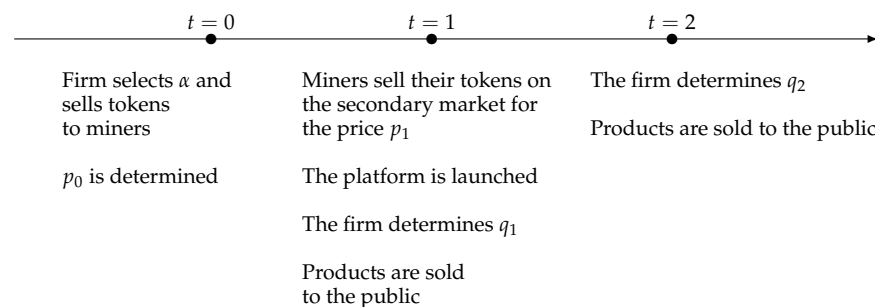 t = 0
t = 1
t = 2
Firm selects α and
sells tokens
to miners
p0 is determined
Miners sell their tokens on
the secondary market for
the price p1
The platform is launched
The firm determines q1
Products are sold
to the public
The firm determines q2
Products are sold to the public